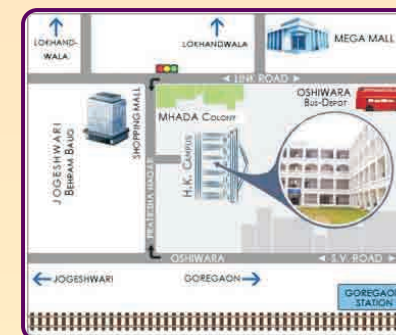 LOKHAND-
WALA
LOKHANDWALA
MEGA MALL
◄ LINK ROAD ►
OSHIWARA
BUS-DEPOT
MHADA COLONY
SHOPPING MALL
JOGESHWARI
BEHRAM BAUG
H.K. CAMPUS
PRATIKSHA NAGAR
OSHIWARA
◄ S.V. ROAD ►
←JOGESHWARI
GOREGAON→
GOREGAON
STATION